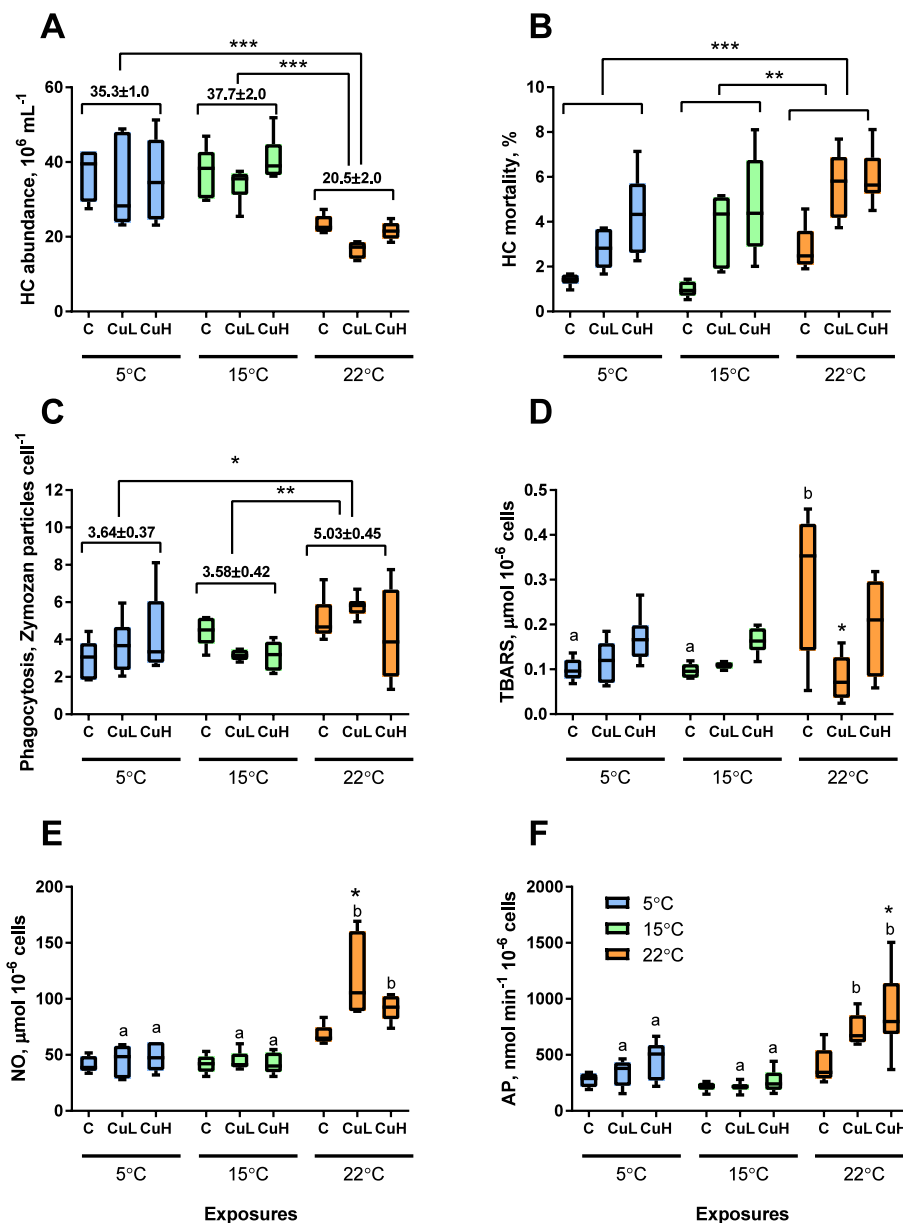 A
HC abundance, 10⁶ mL⁻¹
60
40
20
0
***
***
35.3±1.0
37.7±2.0
20.5±2.0
C CuL CuH C CuL CuH C CuL CuH
5°C 15°C 22°C
B
HC mortality, %
10
8
6
4
2
0
***
**
C CuL CuH C CuL CuH C CuL CuH
5°C 15°C 22°C
C
Phagocytosis, Zymozan particles cell⁻¹
12
10
8
6
4
2
0
*
**
3.64±0.37
3.58±0.42
5.03±0.45
C CuL CuH C CuL CuH C CuL CuH
5°C 15°C 22°C
D
TBARS, μmol 10⁻⁶ cells
0.5
0.4
0.3
0.2
0.1
0.0
a a b *
C CuL CuH C CuL CuH C CuL CuH
5°C 15°C 22°C
E
NO, μmol 10⁻⁶ cells
200
150
100
50
0
*
a a a a b b
C CuL CuH C CuL CuH C CuL CuH
5°C 15°C 22°C
Exposures
F
AP, nmol min⁻¹ 10⁻⁶ cells
2000
1500
1000
500
0
5°C
15°C
22°C
*
a a a a b b
C CuL CuH C CuL CuH C CuL CuH
5°C 15°C 22°C
Exposures